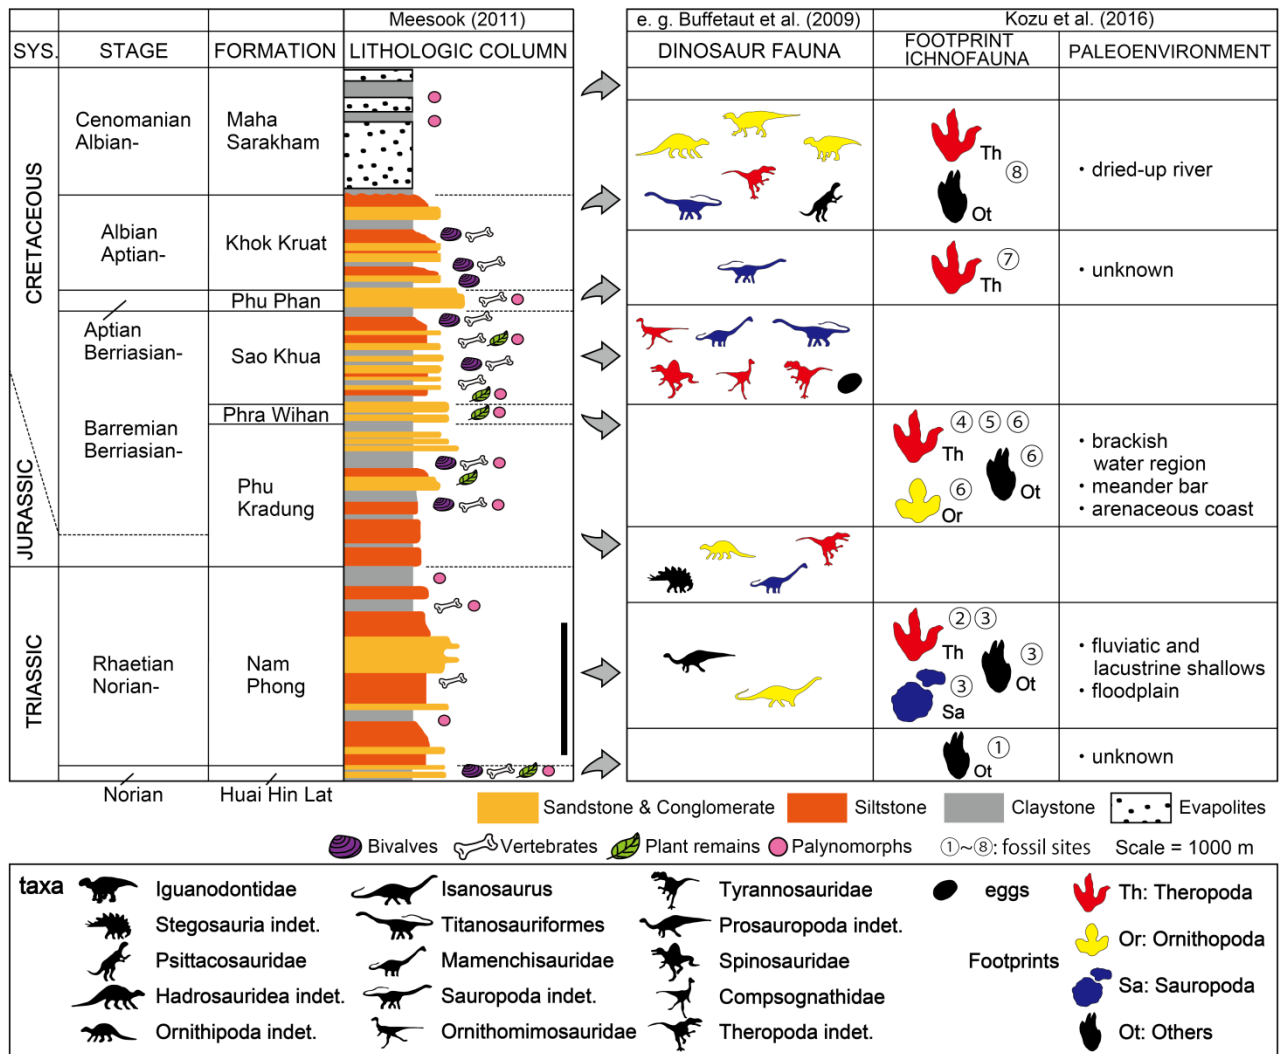 Meesook (2011)
e. g. Buffetaut et al. (2009)
Kozu et al. (2016)
SYS.
STAGE
FORMATION
LITHOLOGIC COLUMN
DINOSAUR FAUNA
FOOTPRINT
ICHNOFAUNA
PALEOENVIRONMENT
CRETACEOUS
JURASSIC
TRIASSIC
Cenomanian
Albian-
Maha
Sarakham
Albian
Aptian-
Khok Kruat
Phu Phan
Aptian
Berriasian-
Sao Khua
Phra Wihan
Barremian
Berriasian-
Phu
Kradung
Rhaetian
Norian-
Nam
Phong
Norian
Huai Hin Lat
Th
⑧
Ot
・dried-up river
⑦
Th
・unknown
④ ⑤ ⑥
Th
⑥
Ot
⑥
Or
・brackish
water region
・meander bar
・arenaceous coast
② ③
Th
③
Ot
③
Sa
・fluviatic and
lacustrine shallows
・floodplain
①
Ot
・unknown
Sandstone & Conglomerate
Siltstone
Claystone
Evapolites
Bivalves
Vertebrates
Plant remains
Palynomorphs
①~⑧: fossil sites
Scale = 1000 m
taxa
Iguanodontidae
Stegosauria indet.
Psittacosauridae
Hadrosauridea indet.
Ornithipoda indet.
Isanosaurus
Titanosauriformes
Mamenchisauridae
Sauropoda indet.
Ornithomimosauridae
Tyrannosauridae
Prosauropoda indet.
Spinosauridae
Compsognathidae
Theropoda indet.
eggs
Footprints
Th: Theropoda
Or: Ornithopoda
Sa: Sauropoda
Ot: Others